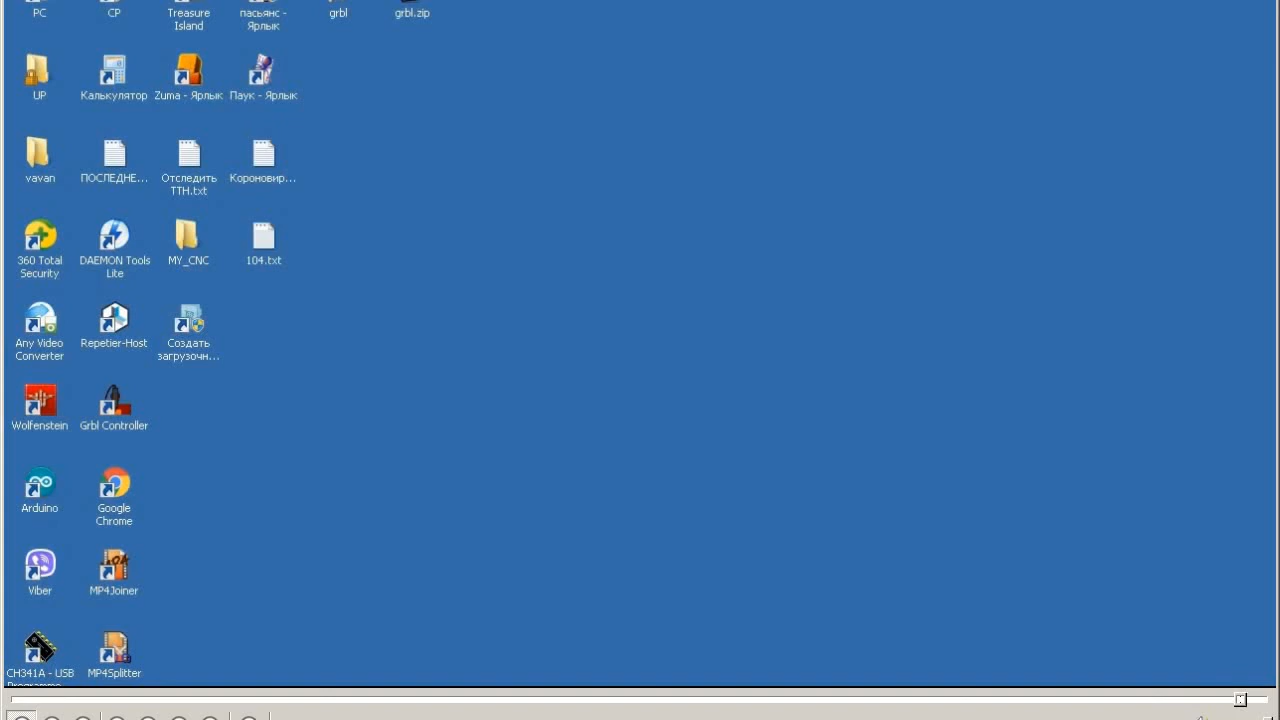 PC
CP
Treasure
Island
пасьянс -
Ярлык
grbl
grbl.zip
UP
Калькулятор
Zuma - Ярлык
Паук - Ярлык
vavan
ПОСЛЕДНЕ...
Отследить
ТТН.txt
Короновир...
360 Total
Security
DAEMON Tools
Lite
MY_CNC
104.txt
Any Video
Converter
Repetier-Host
Создать
загрузочн...
Wolfenstein
Grbl Controller
Arduino
Google
Chrome
Viber
MP4Joiner
CH341A - USB
Programme...
MP4Splitter